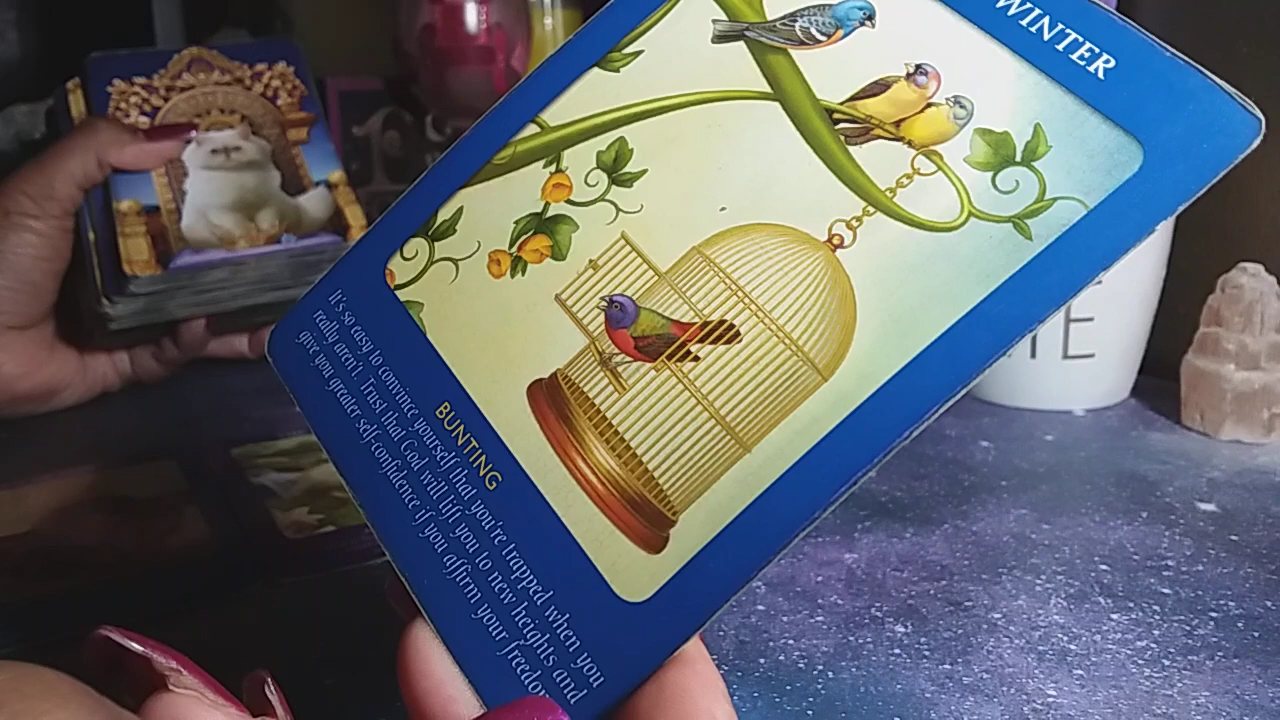 WINTER
BUNTING
It's so easy to convince yourself that you're trapped when you
really aren't. Trust that God will lift you to new heights and
give you greater self-confidence if you affirm your freedom